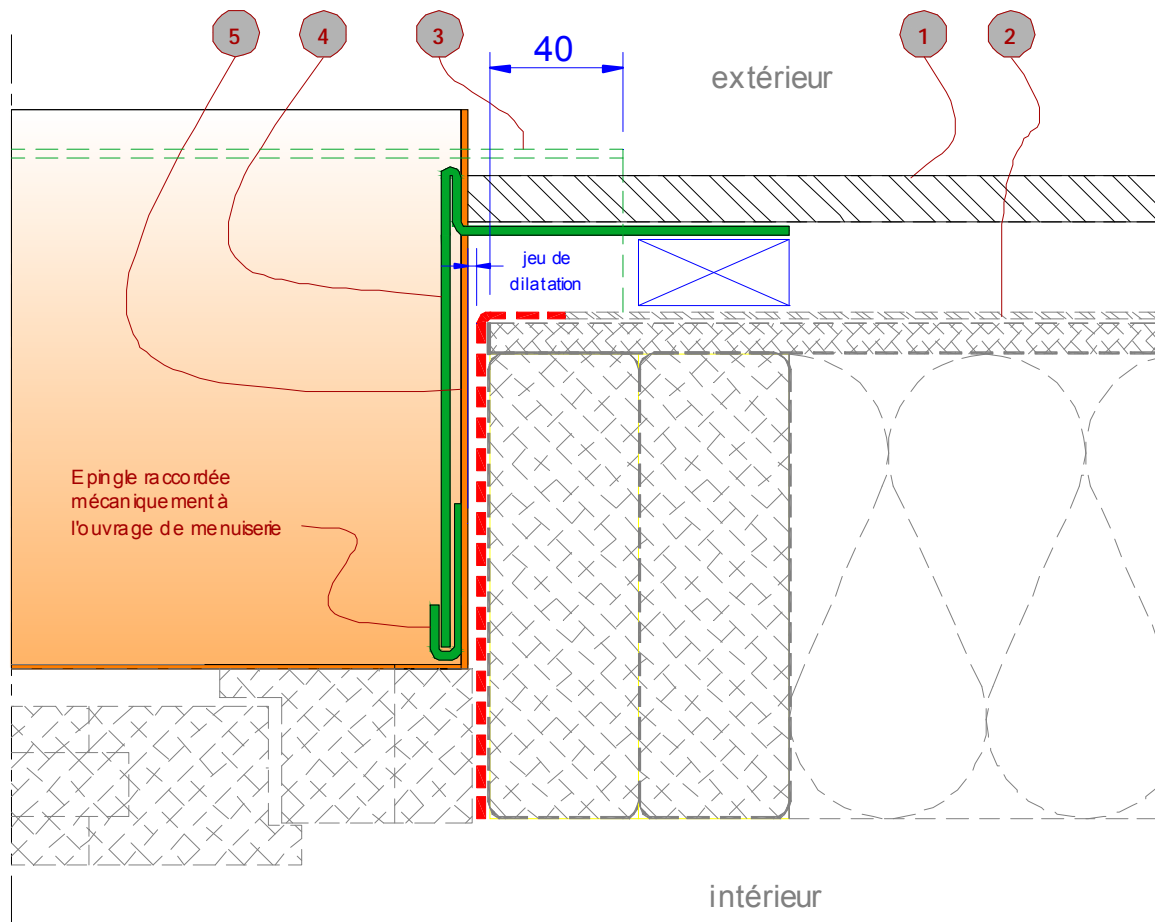 5
4
3
1
2
40
extérieur
jeu de
dilatation
Epingle raccordée
mécaniquement à
l'ouvrage de menuiserie
intérieur